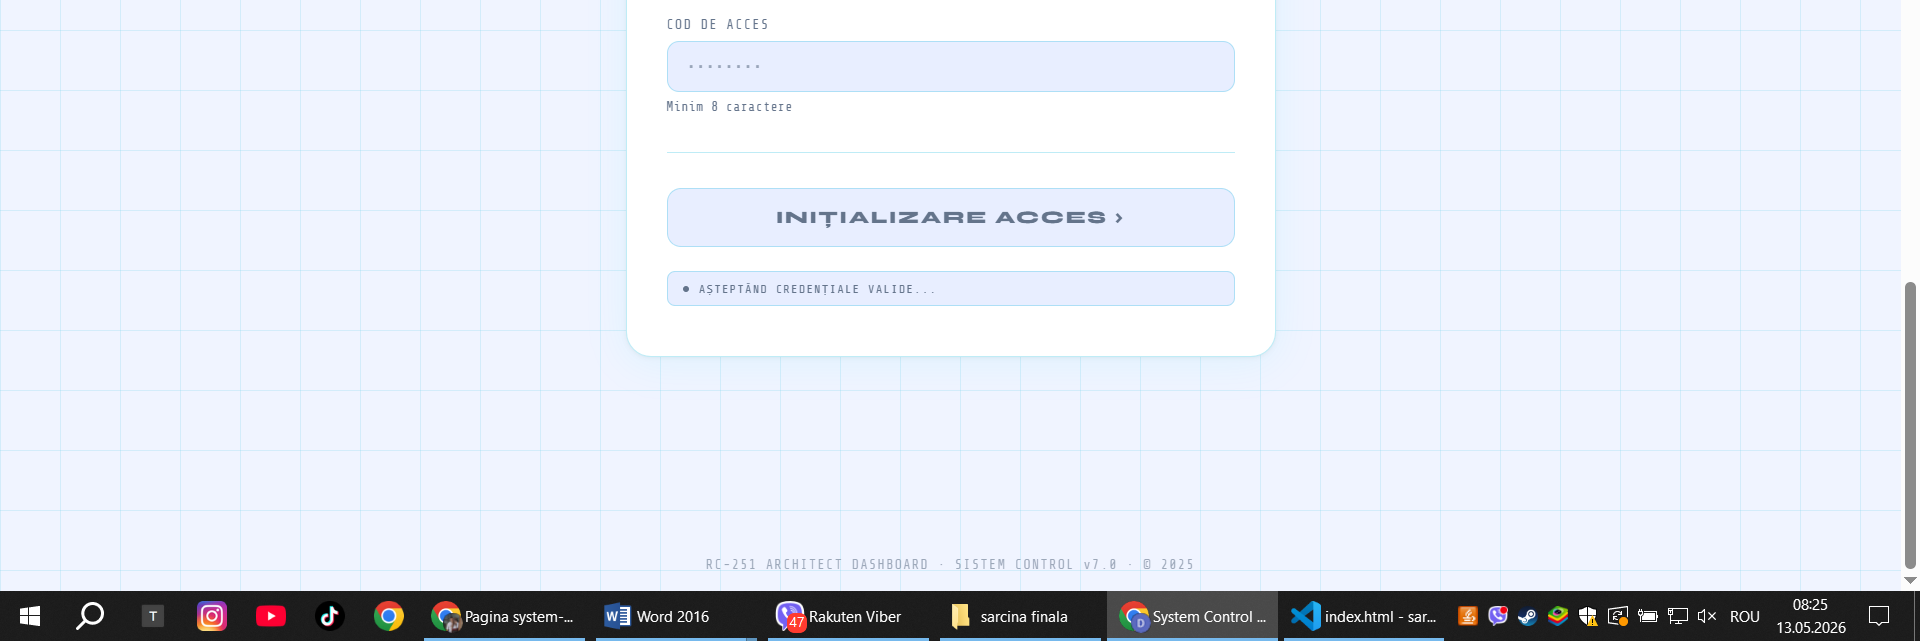 COD DE ACCES
••••••••
Minim 8 caractere
INIȚIALIZARE ACCES ›
● AȘTEPTÂND CREDENȚIALE VALIDE...
RC-251 ARCHITECT DASHBOARD · SISTEM CONTROL v7.0 · © 2025
T
Pagina system-...
Word 2016
47
Rakuten Viber
sarcina finala
D
System Control ...
index.html - sar...
ROU
08:25
13.05.2026